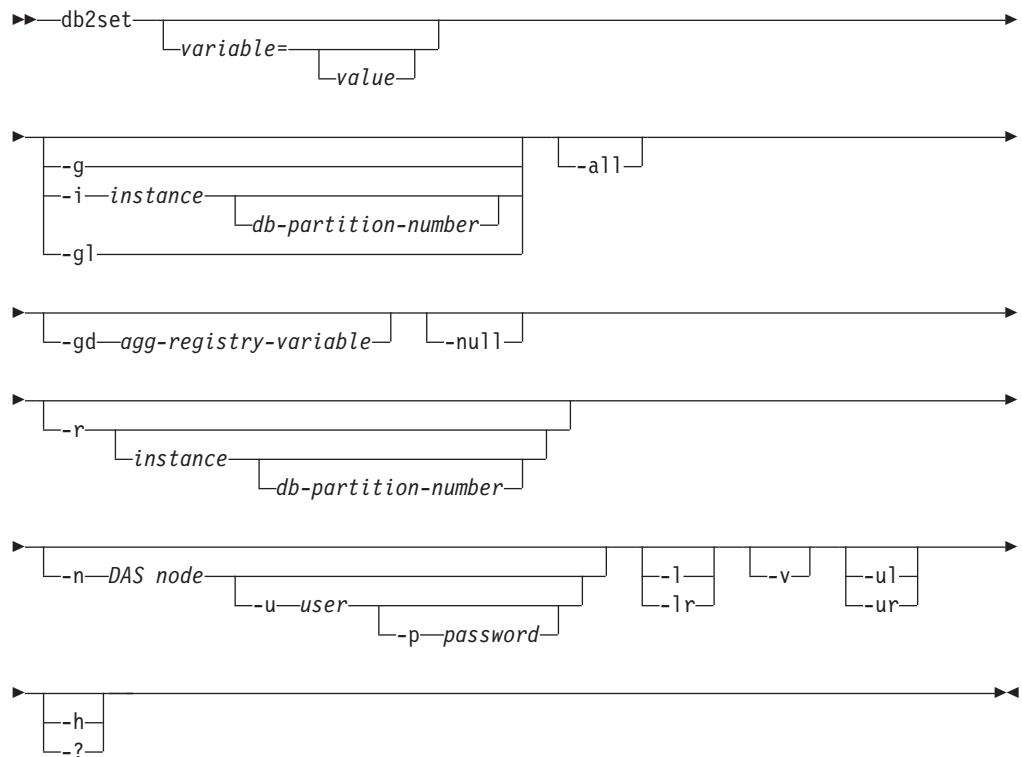 db2set
variable=
value
-g
-all
-i instance
db-partition-number
-gl
-gd agg-registry-variable
-null
-r
instance
db-partition-number
-n DAS node
-l
-v
-ul
-u user
-lr
-ur
-p password
-h
-?